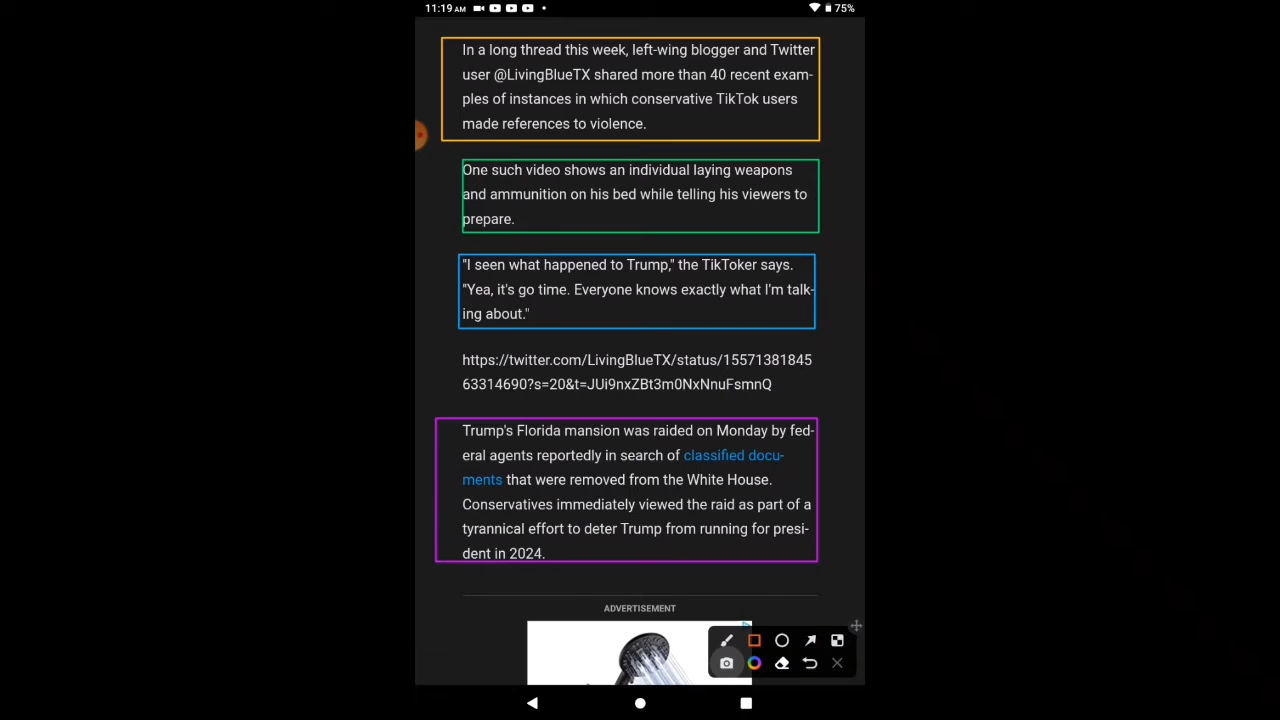 11:19 AM
75%
In a long thread this week, left-wing blogger and Twitter
user @LivingBlueTX shared more than 40 recent exam-
ples of instances in which conservative TikTok users
made references to violence.
One such video shows an individual laying weapons
and ammunition on his bed while telling his viewers to
prepare.
"I seen what happened to Trump," the TikToker says.
"Yea, it's go time. Everyone knows exactly what I'm talk-
ing about."
https://twitter.com/LivingBlueTX/status/15571381845
63314690?s=20&t=JUi9nxZBt3m0NxNnuFsmnQ
Trump's Florida mansion was raided on Monday by fed-
eral agents reportedly in search of classified docu-
ments that were removed from the White House.
Conservatives immediately viewed the raid as part of a
tyrannical effort to deter Trump from running for presi-
dent in 2024.
ADVERTISEMENT